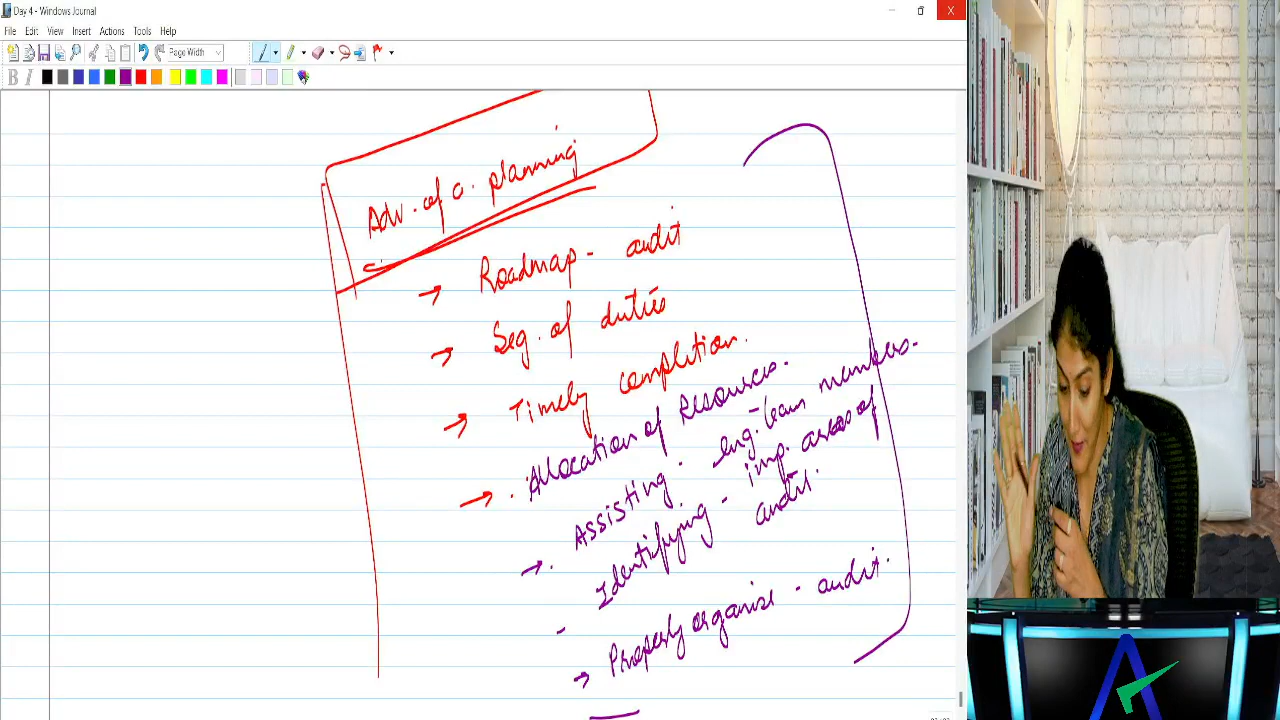 Day 4 - Windows Journal
File Edit View Insert Actions Tools Help
Page Width
B I
Adv. of a. planning
→ Roadmap - audit
→ Seg. of duties
→ Timely completion.
→ Allocation of Resources.
→ Assisting. eng. team members.
- Identifying - imp. areas of audit.
→ Properly organise - audit.